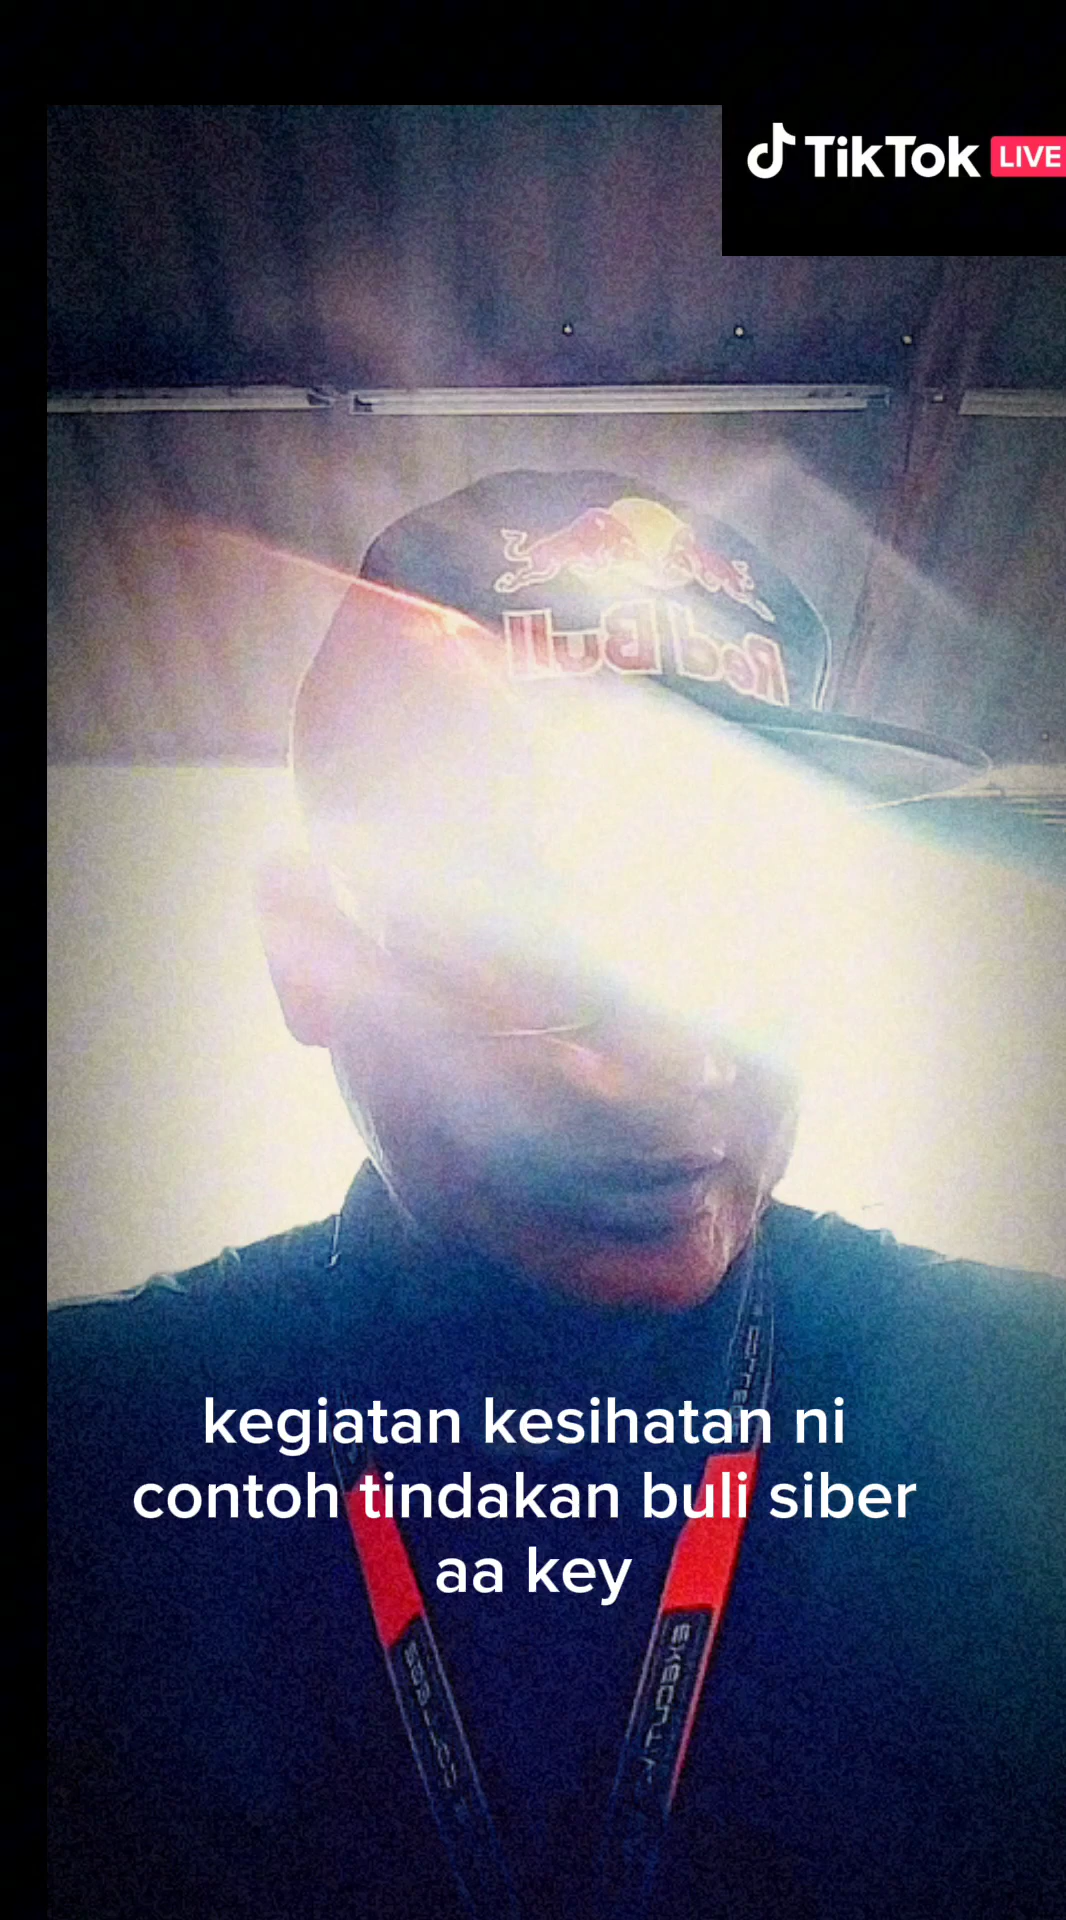 TikTok LIVE
Red Bull
kegiatan kesihatan ni
contoh tindakan buli siber
aa key